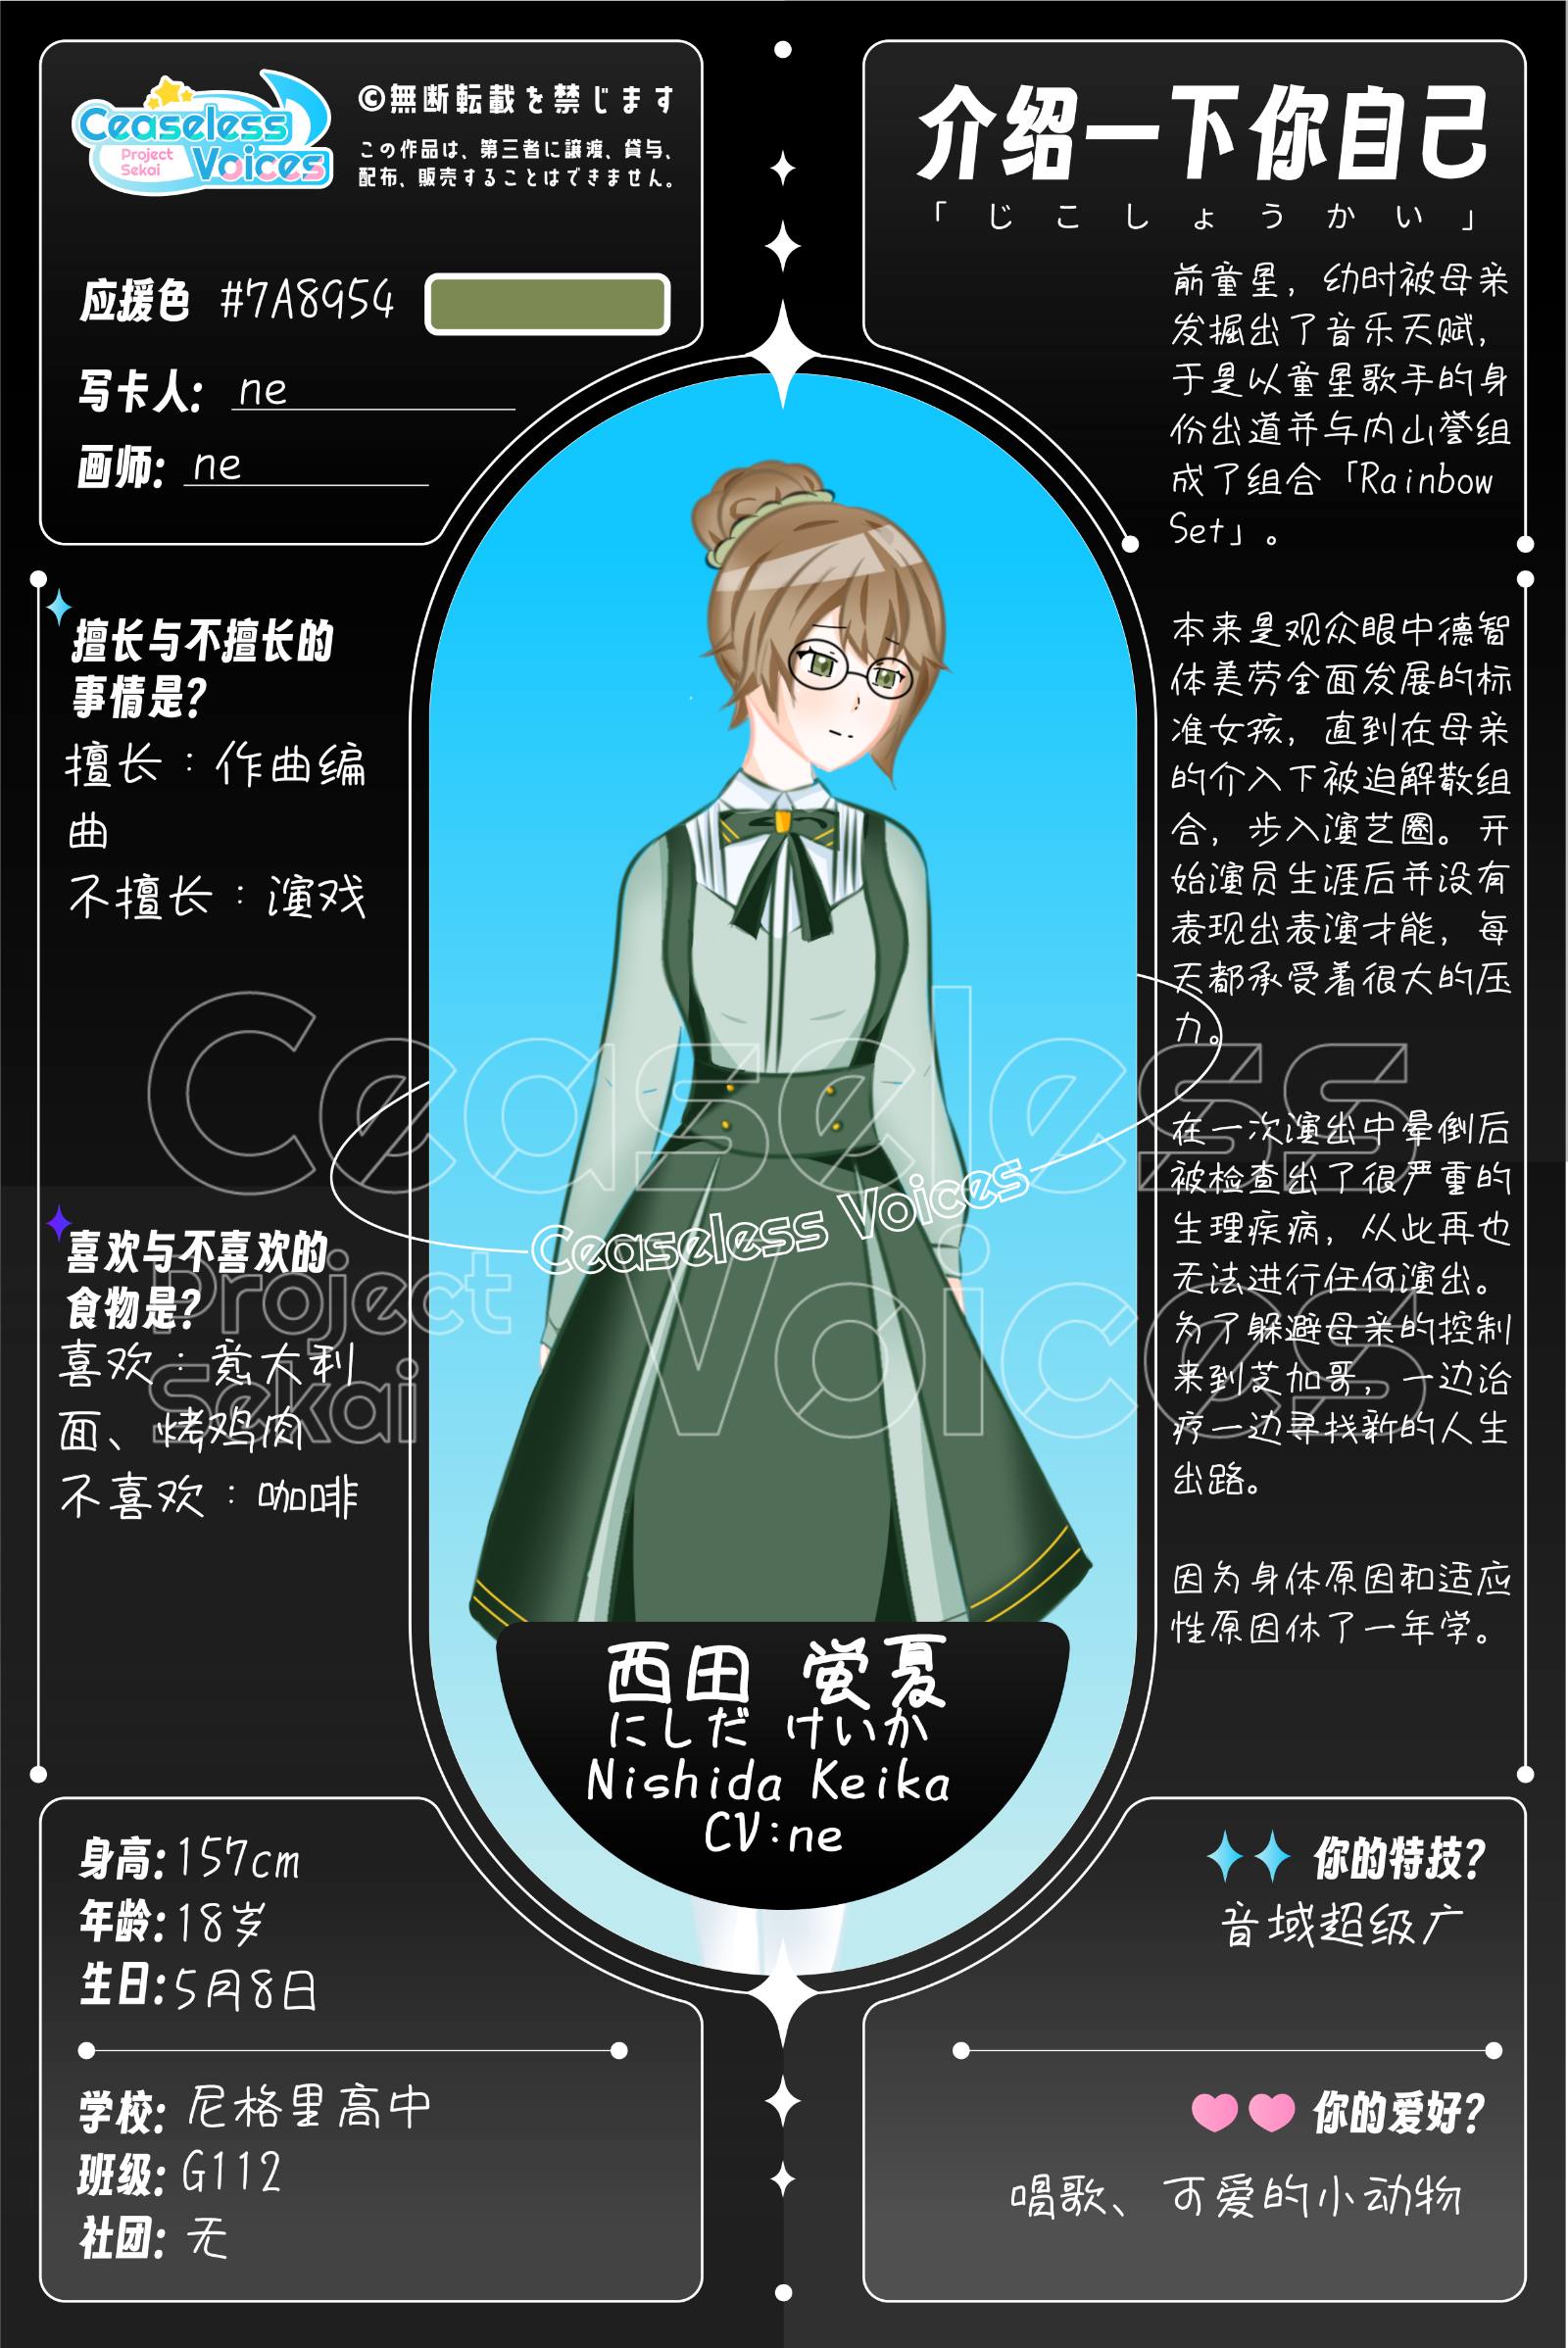 Ceaseless
Voices
Project
Sekai
©無断転載を禁じます
この作品は、第三者に譲渡、貸与、
配布、販売することはできません。
应援色 #7A8954
写卡人: ne
画师: ne
介绍一下你自己
「じこしょうかい」
前童星，幼时被母亲
发掘出了音乐天赋，
于是以童星歌手的身
份出道并与内山誉组
成了组合「Rainbow
Set」。
本来是观众眼中德智
体美劳全面发展的标
准女孩，直到在母亲
的介入下被迫解散组
合，步入演艺圈。开
始演员生涯后并没有
表现出表演才能，每
天都承受着很大的压
力。
在一次演出中晕倒后
被检查出了很严重的
生理疾病，从此再也
无法进行任何演出。
为了躲避母亲的控制
来到芝加哥，一边治
疗一边寻找新的人生
出路。
因为身体原因和适应
性原因休了一年学。
擅长与不擅长的
事情是?
擅长：作曲编
曲
不擅长：演戏
喜欢与不喜欢的
食物是?
喜欢：意大利
面、烤鸡肉
不喜欢：咖啡
Ceaseless
Project
Sekai
Voices
Ceaseless Voices
西田 蛍夏
にしだ けいか
Nishida Keika
CV:ne
身高: 157cm
年龄: 18岁
生日: 5月8日
学校: 尼格里高中
班级: G112
社团: 无
你的特技?
音域超级广
你的爱好?
唱歌、可爱的小动物